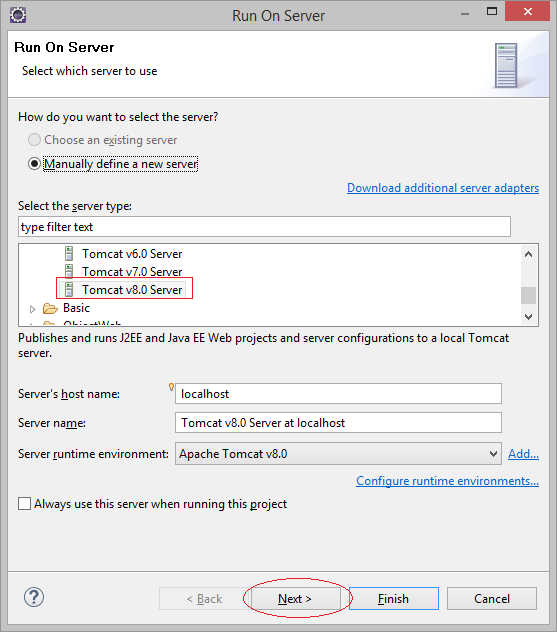 Run On Server
Run On Server
Select which server to use
How do you want to select the server?
Choose an existing server
Manually define a new server
Download additional server adapters
Select the server type:
type filter text
Tomcat v6.0 Server
Tomcat v7.0 Server
Tomcat v8.0 Server
Basic
ObjectWeb
Publishes and runs J2EE and Java EE Web projects and server configurations to a local Tomcat
server.
Server's host name:
localhost
Server name:
Tomcat v8.0 Server at localhost
Server runtime environment:
Apache Tomcat v8.0
Add...
Configure runtime environments...
Always use this server when running this project
?
< Back
Next >
Finish
Cancel